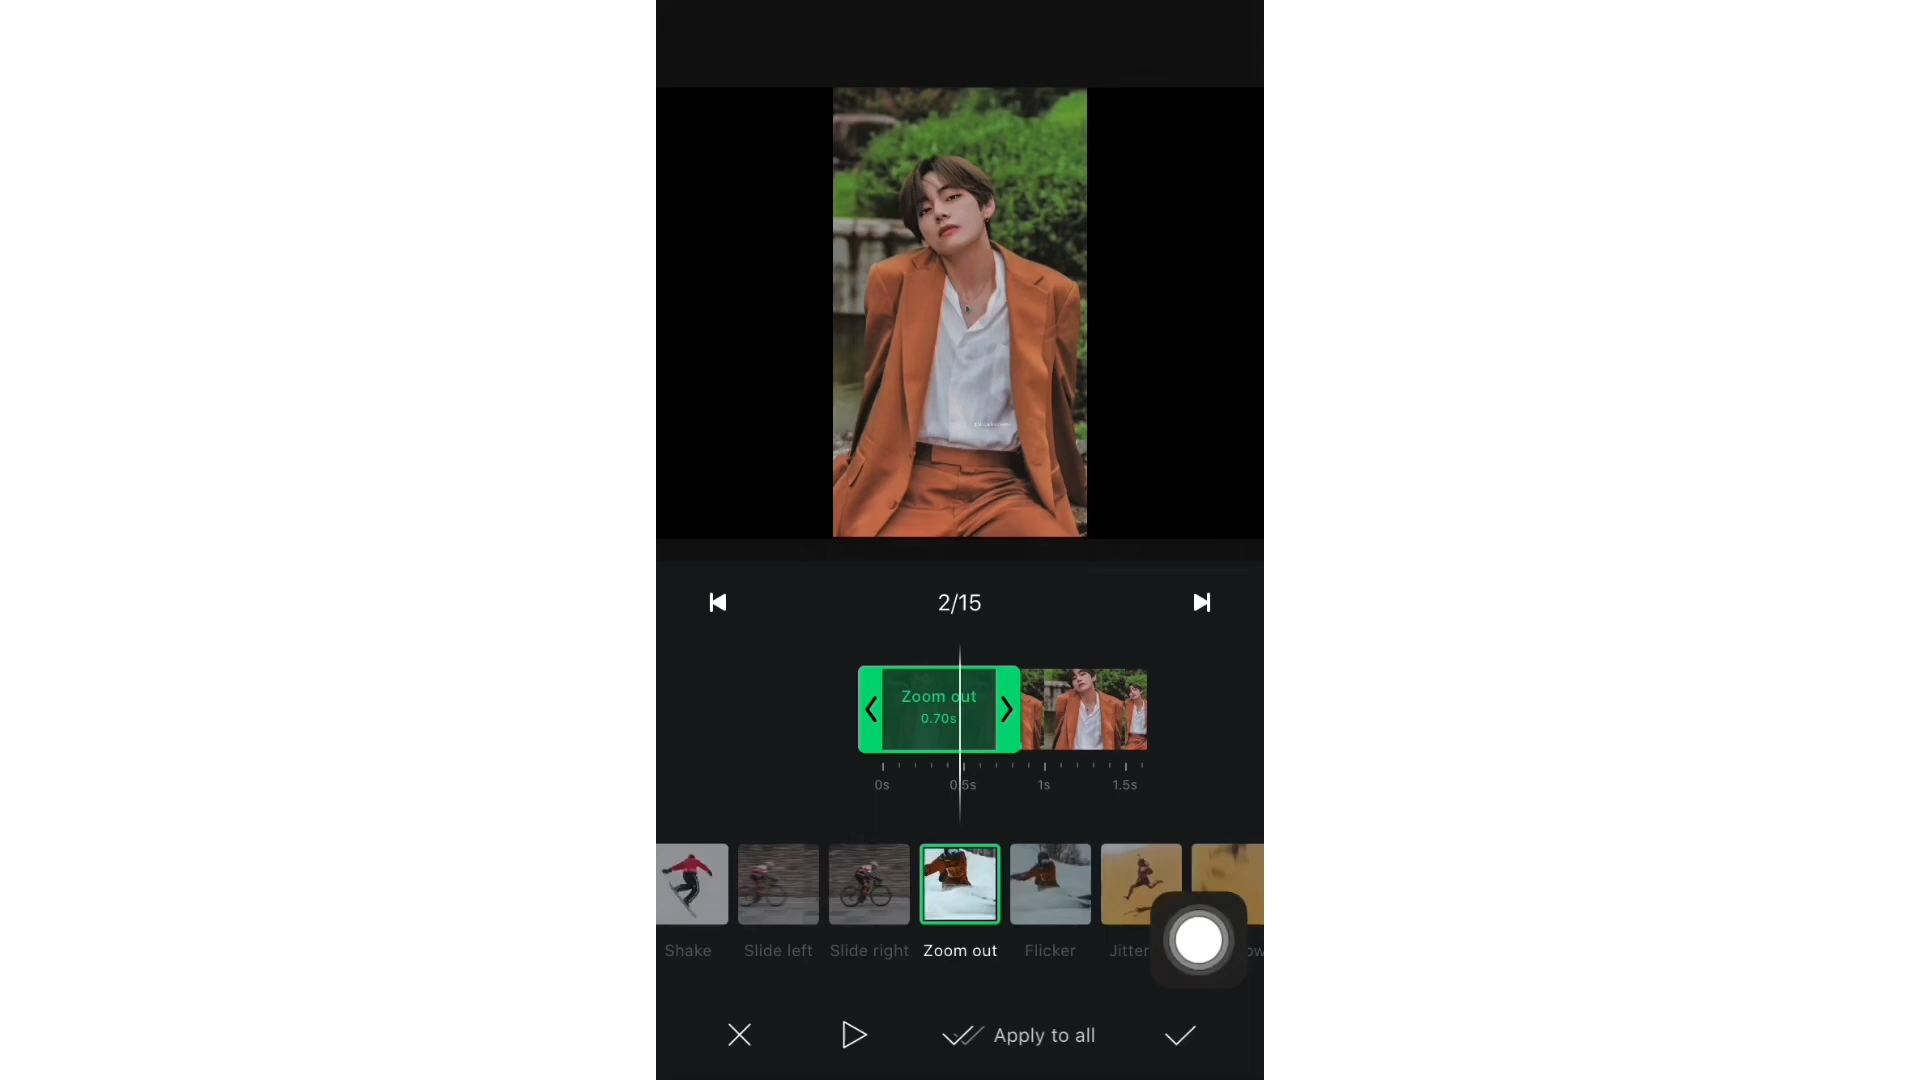 2/15
Zoom out
0.70s
0s
0.5s
1s
1.5s
Shake
Slide left
Slide right
Zoom out
Flicker
Jitter
Apply to all